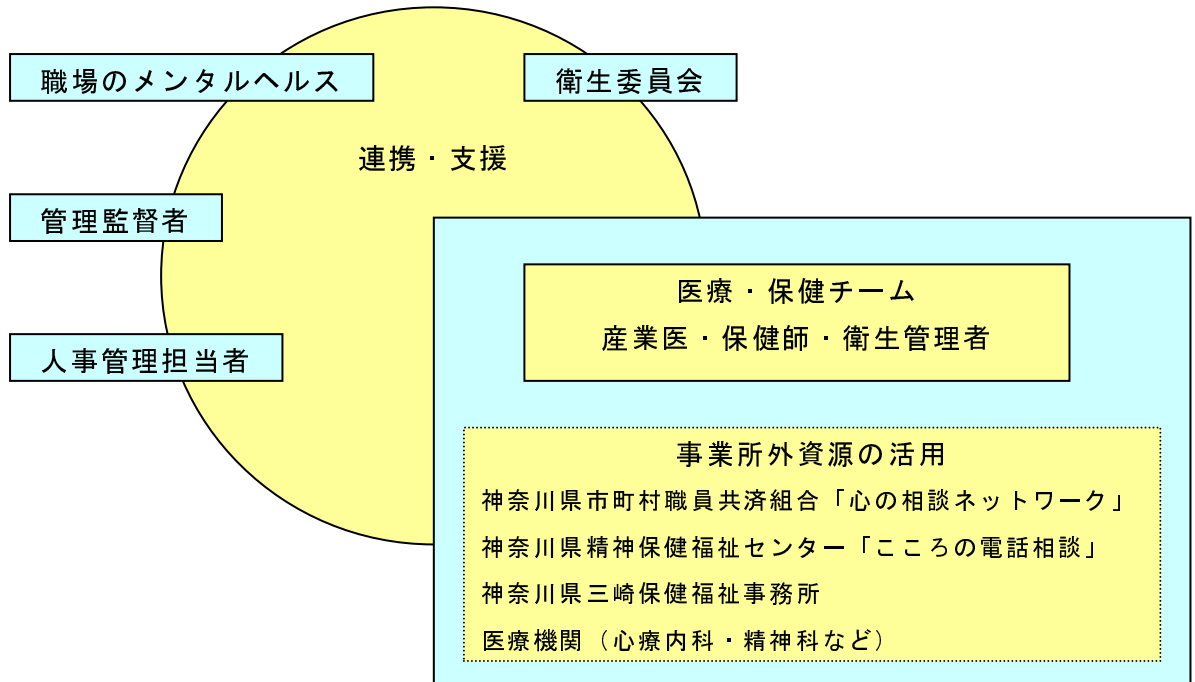 職場のメンタルヘルス
衛生委員会
連携・支援
管理監督者
人事管理担当者
医療・保健チーム
産業医・保健師・衛生管理者
事業所外資源の活用
神奈川県市町村職員共済組合「心の相談ネットワーク」
神奈川県精神保健福祉センター「こころの電話相談」
神奈川県三崎保健福祉事務所
医療機関（心療内科・精神科など）